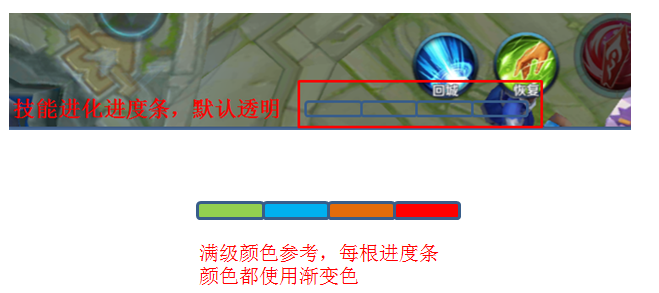 回城
恢复
技能进化进度条，默认透明
满级颜色参考，每根进度条
颜色都使用渐变色